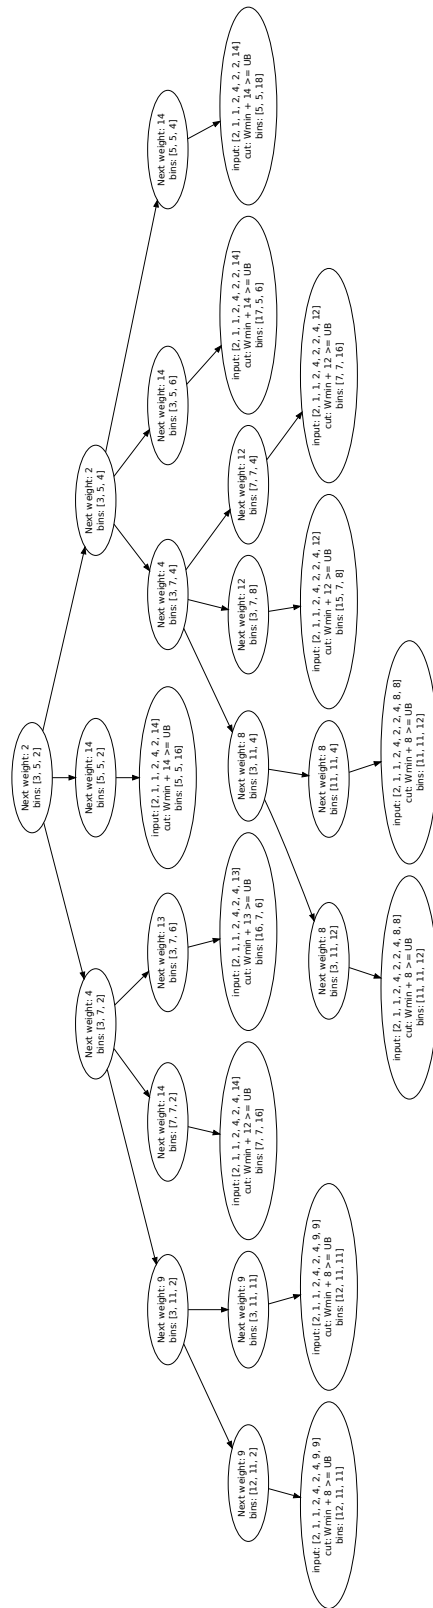 Next weight: 2
bins: [3, 5, 2]
Next weight: 4
bins: [3, 7, 2]
Next weight: 14
bins: [5, 5, 2]
Next weight: 2
bins: [3, 5, 4]
Next weight: 9
bins: [3, 11, 2]
Next weight: 14
bins: [7, 7, 2]
Next weight: 13
bins: [3, 7, 6]
input: [2, 1, 1, 2, 4, 2, 14]
cut: Wmin + 14 >= UB
bins: [5, 5, 16]
Next weight: 4
bins: [3, 7, 4]
Next weight: 14
bins: [3, 5, 6]
Next weight: 14
bins: [5, 5, 4]
Next weight: 9
bins: [12, 11, 2]
Next weight: 9
bins: [3, 11, 11]
input: [2, 1, 1, 2, 4, 2, 4, 14]
cut: Wmin + 12 >= UB
bins: [7, 7, 16]
input: [2, 1, 1, 2, 4, 2, 4, 13]
cut: Wmin + 13 >= UB
bins: [16, 7, 6]
Next weight: 8
bins: [3, 11, 4]
Next weight: 12
bins: [3, 7, 8]
Next weight: 12
bins: [7, 7, 4]
input: [2, 1, 1, 2, 4, 2, 2, 14]
cut: Wmin + 14 >= UB
bins: [17, 5, 6]
input: [2, 1, 1, 2, 4, 2, 2, 14]
cut: Wmin + 14 >= UB
bins: [5, 5, 18]
input: [2, 1, 1, 2, 4, 2, 4, 9, 9]
cut: Wmin + 8 >= UB
bins: [12, 11, 11]
input: [2, 1, 1, 2, 4, 2, 4, 9, 9]
cut: Wmin + 8 >= UB
bins: [12, 11, 11]
Next weight: 8
bins: [3, 11, 12]
Next weight: 8
bins: [11, 11, 4]
input: [2, 1, 1, 2, 4, 2, 2, 4, 12]
cut: Wmin + 12 >= UB
bins: [15, 7, 8]
input: [2, 1, 1, 2, 4, 2, 2, 4, 12]
cut: Wmin + 12 >= UB
bins: [7, 7, 16]
input: [2, 1, 1, 2, 4, 2, 2, 4, 8, 8]
cut: Wmin + 8 >= UB
bins: [11, 11, 12]
input: [2, 1, 1, 2, 4, 2, 2, 4, 8, 8]
cut: Wmin + 8 >= UB
bins: [11, 11, 12]